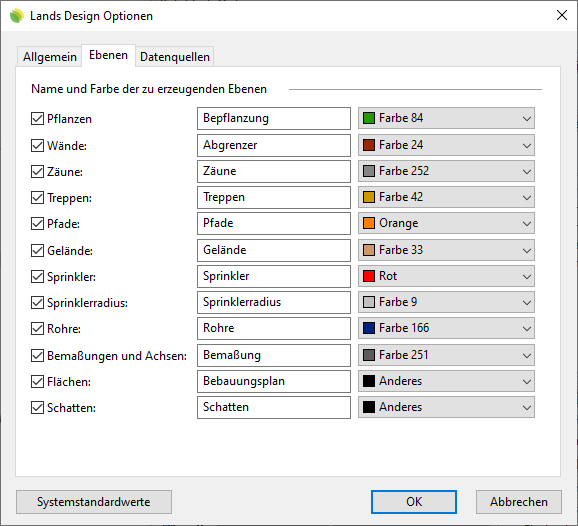 Lands Design Optionen
Allgemein Ebenen Datenquellen
Name und Farbe der zu erzeugenden Ebenen
Pflanzen Bepflanzung Farbe 84
Wände: Abgrenzer Farbe 24
Zäune: Zäune Farbe 252
Treppen: Treppen Farbe 42
Pfade: Pfade Orange
Gelände: Gelände Farbe 33
Sprinkler: Sprinkler Rot
Sprinklerradius: Sprinklerradius Farbe 9
Rohre: Rohre Farbe 166
Bemaßungen und Achsen: Bemaßung Farbe 251
Flächen: Bebauungsplan Anderes
Schatten: Schatten Anderes
Systemstandardwerte OK Abbrechen